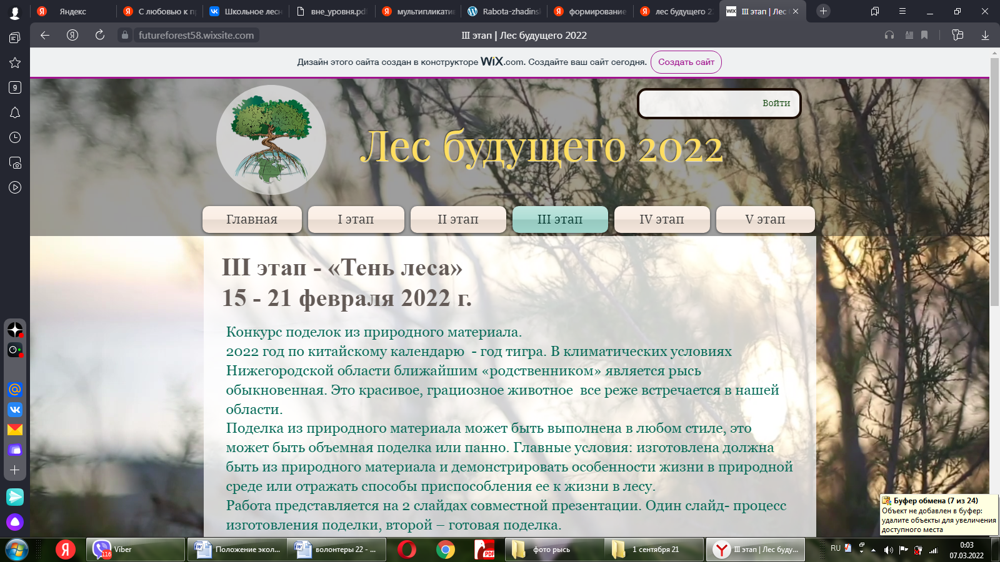 Яндекс
С любовью к п
Школьное лесн
вне_уровня.pd
мультипликати
Rabota-zhadins
формирование
лес будущего 2
WIX III этап | Лес
futureforest58.wixsite.com
III этап | Лес будущего 2022
9
Дизайн этого сайта создан в конструкторе WiX.com. Создайте ваш сайт сегодня. Создать сайт
Войти
Лес будущего 2022
Главная
I этап
II этап
III этап
IV этап
V этап
III этап - «Тень леса»
15 - 21 февраля 2022 г.
Конкурс поделок из природного материала.
2022 год по китайскому календарю - год тигра. В климатических условиях
Нижегородской области ближайшим «родственником» является рысь
обыкновенная. Это красивое, грациозное животное все реже встречается в нашей
области.
Поделка из природного материала может быть выполнена в любом стиле, это
может быть объемная поделка или панно. Главные условия: изготовлена должна
быть из природного материала и демонстрировать особенности жизни в природной
среде или отражать способы приспособления ее к жизни в лесу.
Работа представляется на 2 слайдах совместной презентации. Один слайд- процесс
изготовления поделки, второй – готовая поделка.
Буфер обмена (7 из 24)
Объект не добавлен в буфер:
удалите объекты для увеличения
доступного места
116
Viber
Положение экол...
волонтеры 22 - ...
PDF
фото рысь
1 сентября 21
III этап | Лес буду...
RU
0:03
07.03.2022